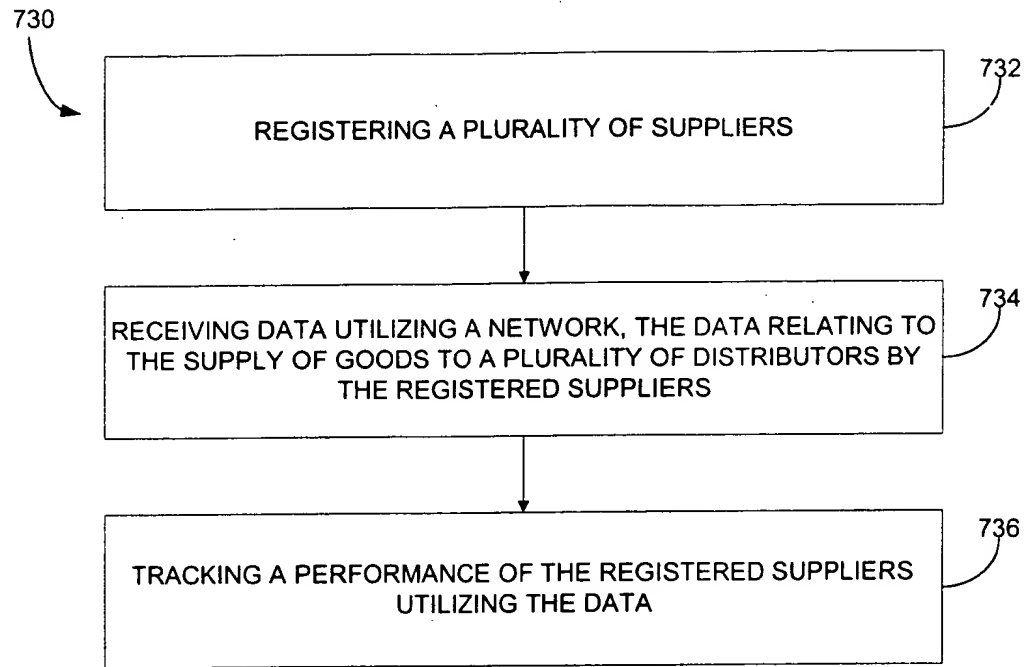 730
732
REGISTERING A PLURALITY OF SUPPLIERS
734
RECEIVING DATA UTILIZING A NETWORK, THE DATA RELATING TO
THE SUPPLY OF GOODS TO A PLURALITY OF DISTRIBUTORS BY
THE REGISTERED SUPPLIERS
736
TRACKING A PERFORMANCE OF THE REGISTERED SUPPLIERS
UTILIZING THE DATA